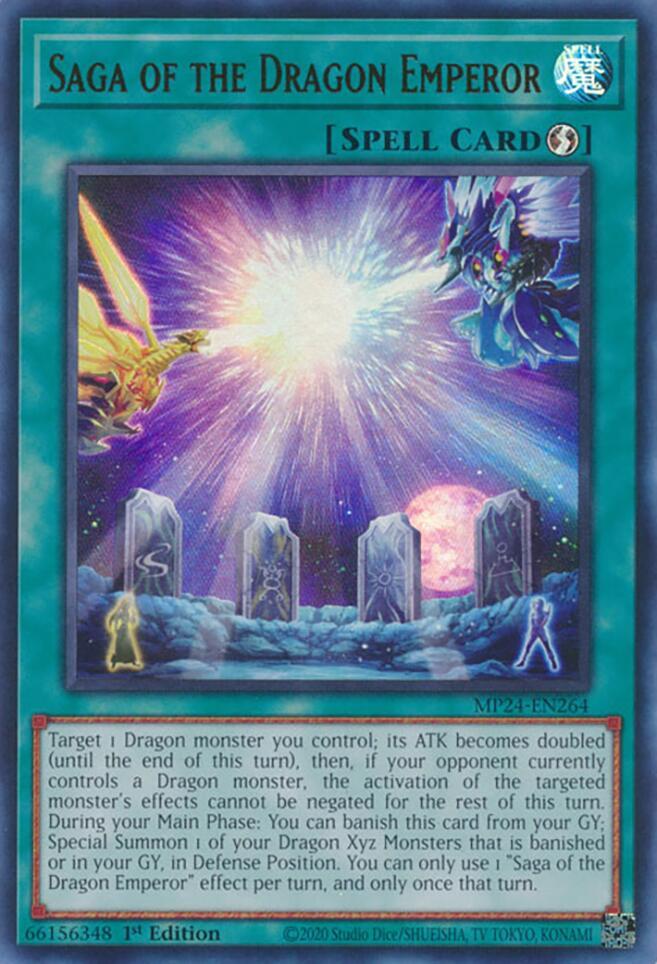 SAGA OF THE DRAGON EMPEROR
SPELL
魔
[SPELL CARD]
MP24-EN264
Target 1 Dragon monster you control; its ATK becomes doubled
(until the end of this turn), then, if your opponent currently
controls a Dragon monster, the activation of the targeted
monster's effects cannot be negated for the rest of this turn.
During your Main Phase: You can banish this card from your GY;
Special Summon 1 of your Dragon Xyz Monsters that is banished
or in your GY, in Defense Position. You can only use 1 "Saga of the
Dragon Emperor" effect per turn, and only once that turn.
66156348 1st Edition ©2020 Studio Dice/SHUEISHA, TV TOKYO, KONAMI